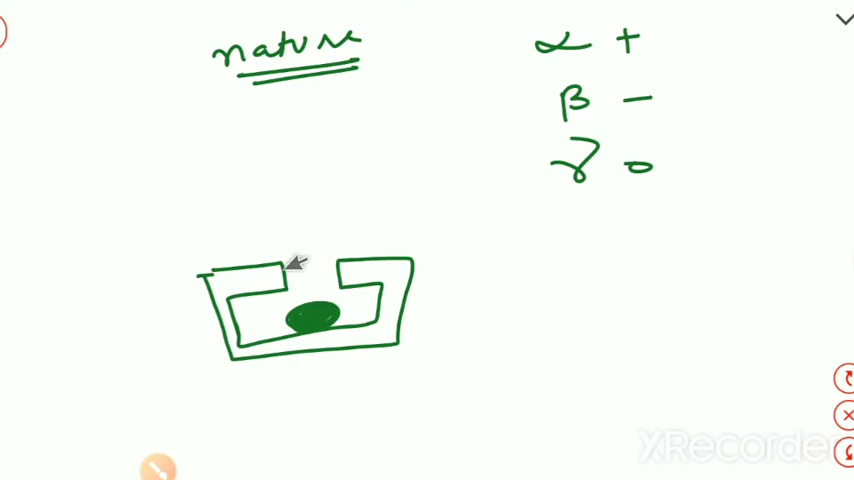 nature
α +
β -
γ 0
XRecorder